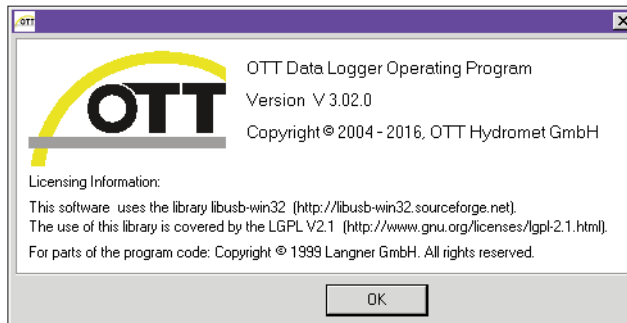 OTT
OTT
OTT Data Logger Operating Program
Version V 3.02.0
Copyright © 2004 - 2016, OTT Hydromet GmbH
Licensing Information:
This software uses the library libusb-win32 (http://libusb-win32.sourceforge.net).
The use of this library is covered by the LGPL V2.1 (http://www.gnu.org/licenses/lgpl-2.1.html).
For parts of the program code: Copyright © 1999 Langner GmbH. All rights reserved.
OK